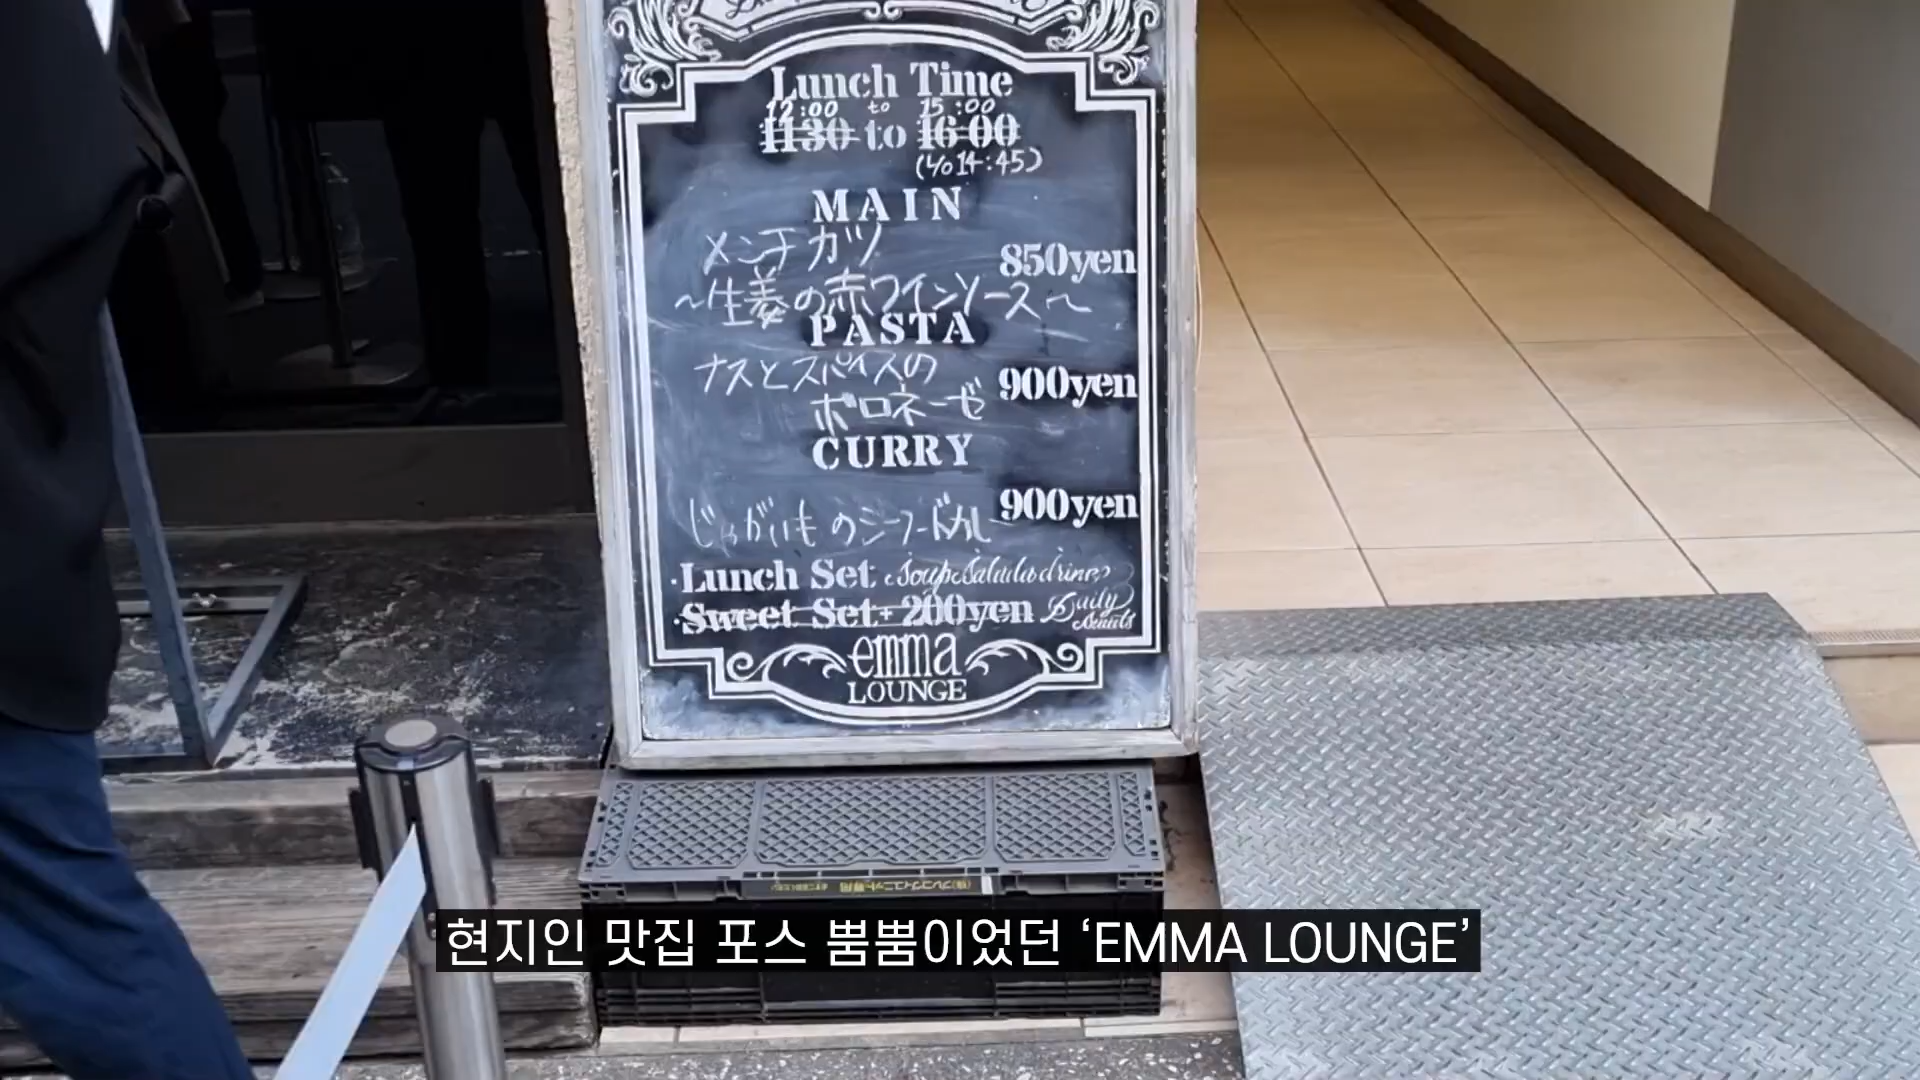 Lunch Time
12:00 to 15:00
1130 to 16 00
(L/o 14:45)
MAIN
メンチカツ
850yen
~生姜の赤ワインソース~
PASTA
ナスとスパイスの
900yen
ボロネーゼ
CURRY
900yen
じゃがいものシーフードカレー
·Lunch Set
·Sweet Set+ 200yen Daily
emma
LOUNGE
현지인 맛집 포스 뿜뿜이었던 ‘EMMA LOUNGE’